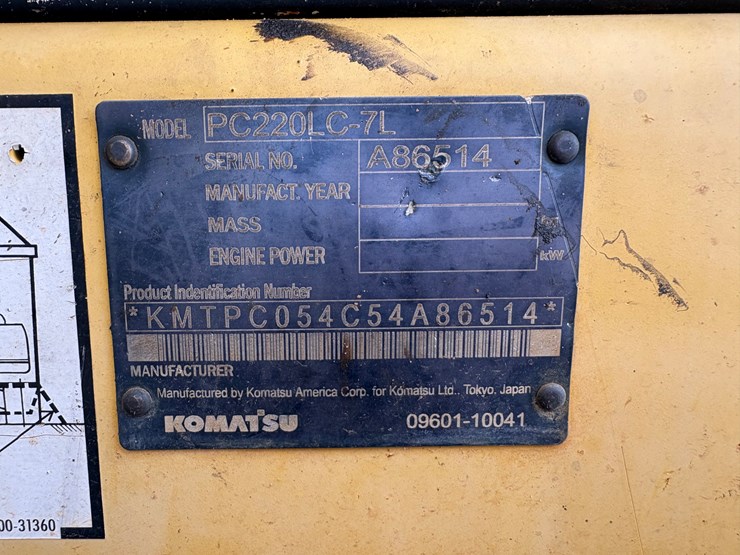 MODEL PC220LC-7L
SERIAL NO. A86514
MANUFACT. YEAR
MASS
ENGINE POWER kW
Product Indentification Number
*KMTPC054C54A86514*
MANUFACTURER
Manufactured by Komatsu America Corp. for Komatsu Ltd., Tokyo, Japan
KOMATSU 09601-10041
00-31360